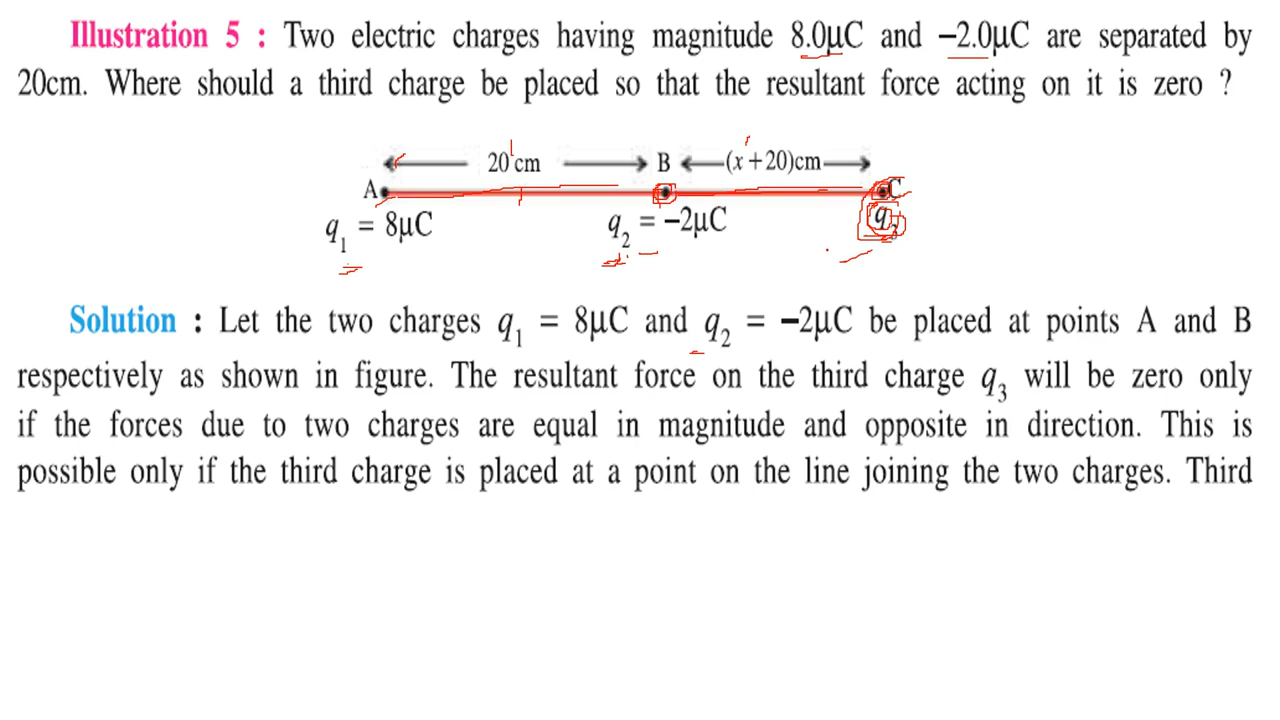 Illustration 5 : Two electric charges having magnitude 8.0μC and –2.0μC are separated by
20cm. Where should a third charge be placed so that the resultant force acting on it is zero ?
20 cm B (x + 20)cm
A C
q₁ = 8μC q₂ = –2μC q₃
Solution : Let the two charges q₁ = 8μC and q₂ = –2μC be placed at points A and B
respectively as shown in figure. The resultant force on the third charge q₃ will be zero only
if the forces due to two charges are equal in magnitude and opposite in direction. This is
possible only if the third charge is placed at a point on the line joining the two charges. Third